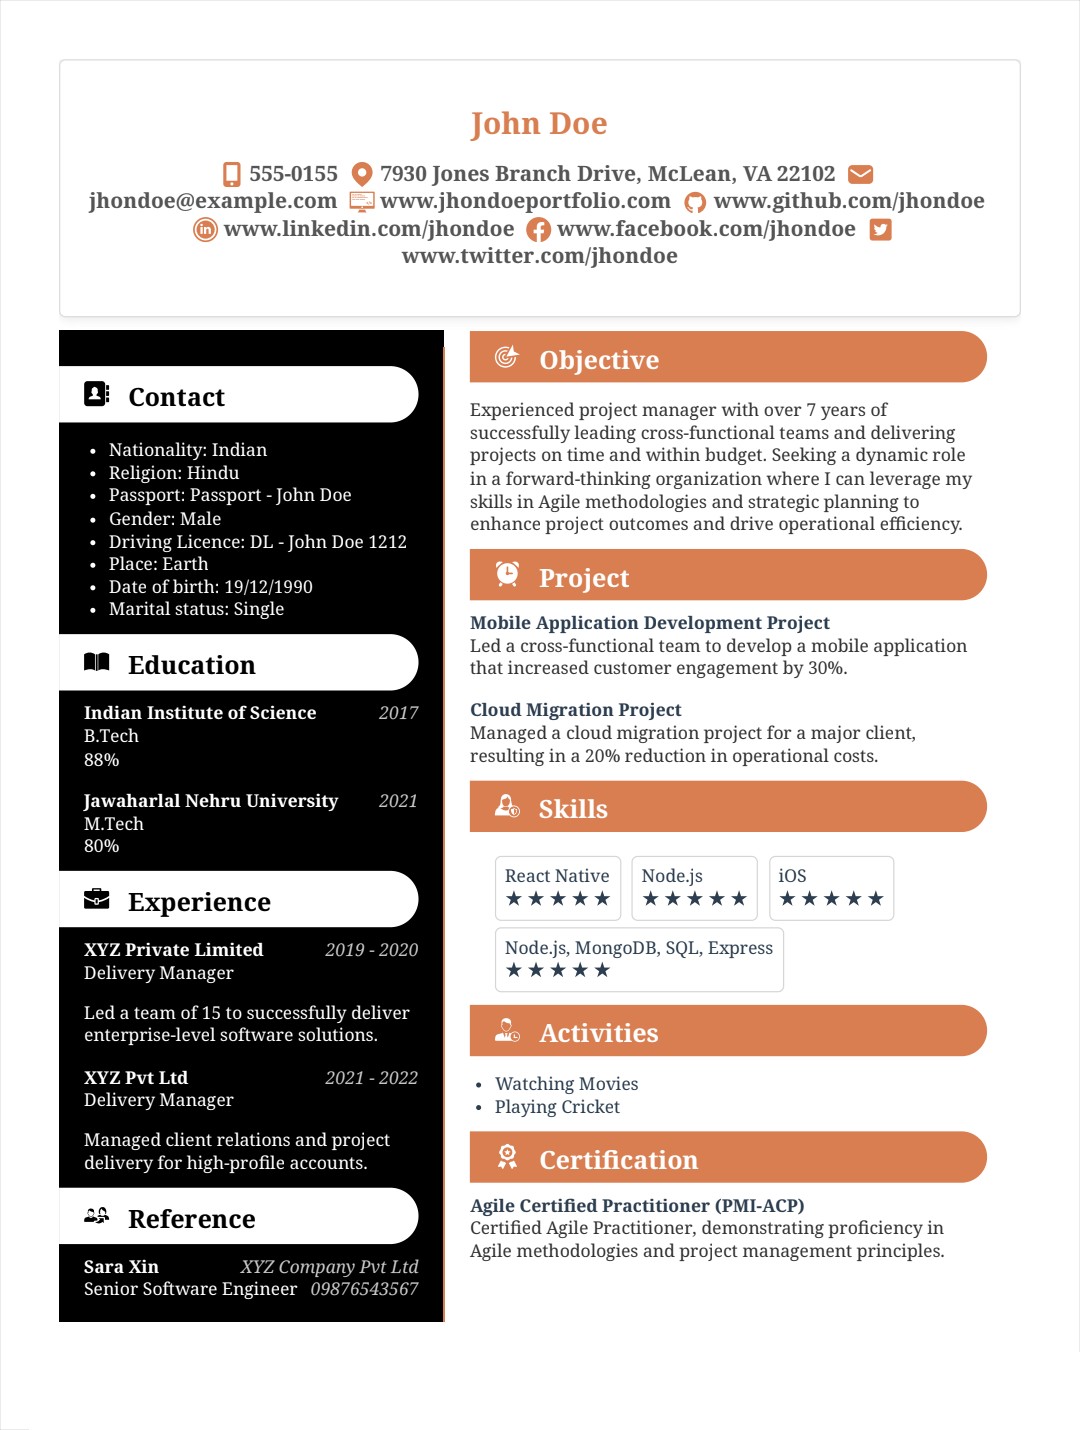 John Doe
555-0155 7930 Jones Branch Drive, McLean, VA 22102
jhondoe@example.com www.jhondoeportfolio.com www.github.com/jhondoe
www.linkedin.com/jhondoe www.facebook.com/jhondoe
www.twitter.com/jhondoe
Contact
• Nationality: Indian
• Religion: Hindu
• Passport: Passport - John Doe
• Gender: Male
• Driving Licence: DL - John Doe 1212
• Place: Earth
• Date of birth: 19/12/1990
• Marital status: Single
Education
Indian Institute of Science 2017
B.Tech
88%
Jawaharlal Nehru University 2021
M.Tech
80%
Experience
XYZ Private Limited 2019 - 2020
Delivery Manager
Led a team of 15 to successfully deliver
enterprise-level software solutions.
XYZ Pvt Ltd 2021 - 2022
Delivery Manager
Managed client relations and project
delivery for high-profile accounts.
Reference
Sara Xin XYZ Company Pvt Ltd
Senior Software Engineer 09876543567
Objective
Experienced project manager with over 7 years of
successfully leading cross-functional teams and delivering
projects on time and within budget. Seeking a dynamic role
in a forward-thinking organization where I can leverage my
skills in Agile methodologies and strategic planning to
enhance project outcomes and drive operational efficiency.
Project
Mobile Application Development Project
Led a cross-functional team to develop a mobile application
that increased customer engagement by 30%.
Cloud Migration Project
Managed a cloud migration project for a major client,
resulting in a 20% reduction in operational costs.
Skills
React Native Node.js iOS
★★★★★ ★★★★★ ★★★★★
Node.js, MongoDB, SQL, Express
★★★★★
Activities
• Watching Movies
• Playing Cricket
Certification
Agile Certified Practitioner (PMI-ACP)
Certified Agile Practitioner, demonstrating proficiency in
Agile methodologies and project management principles.